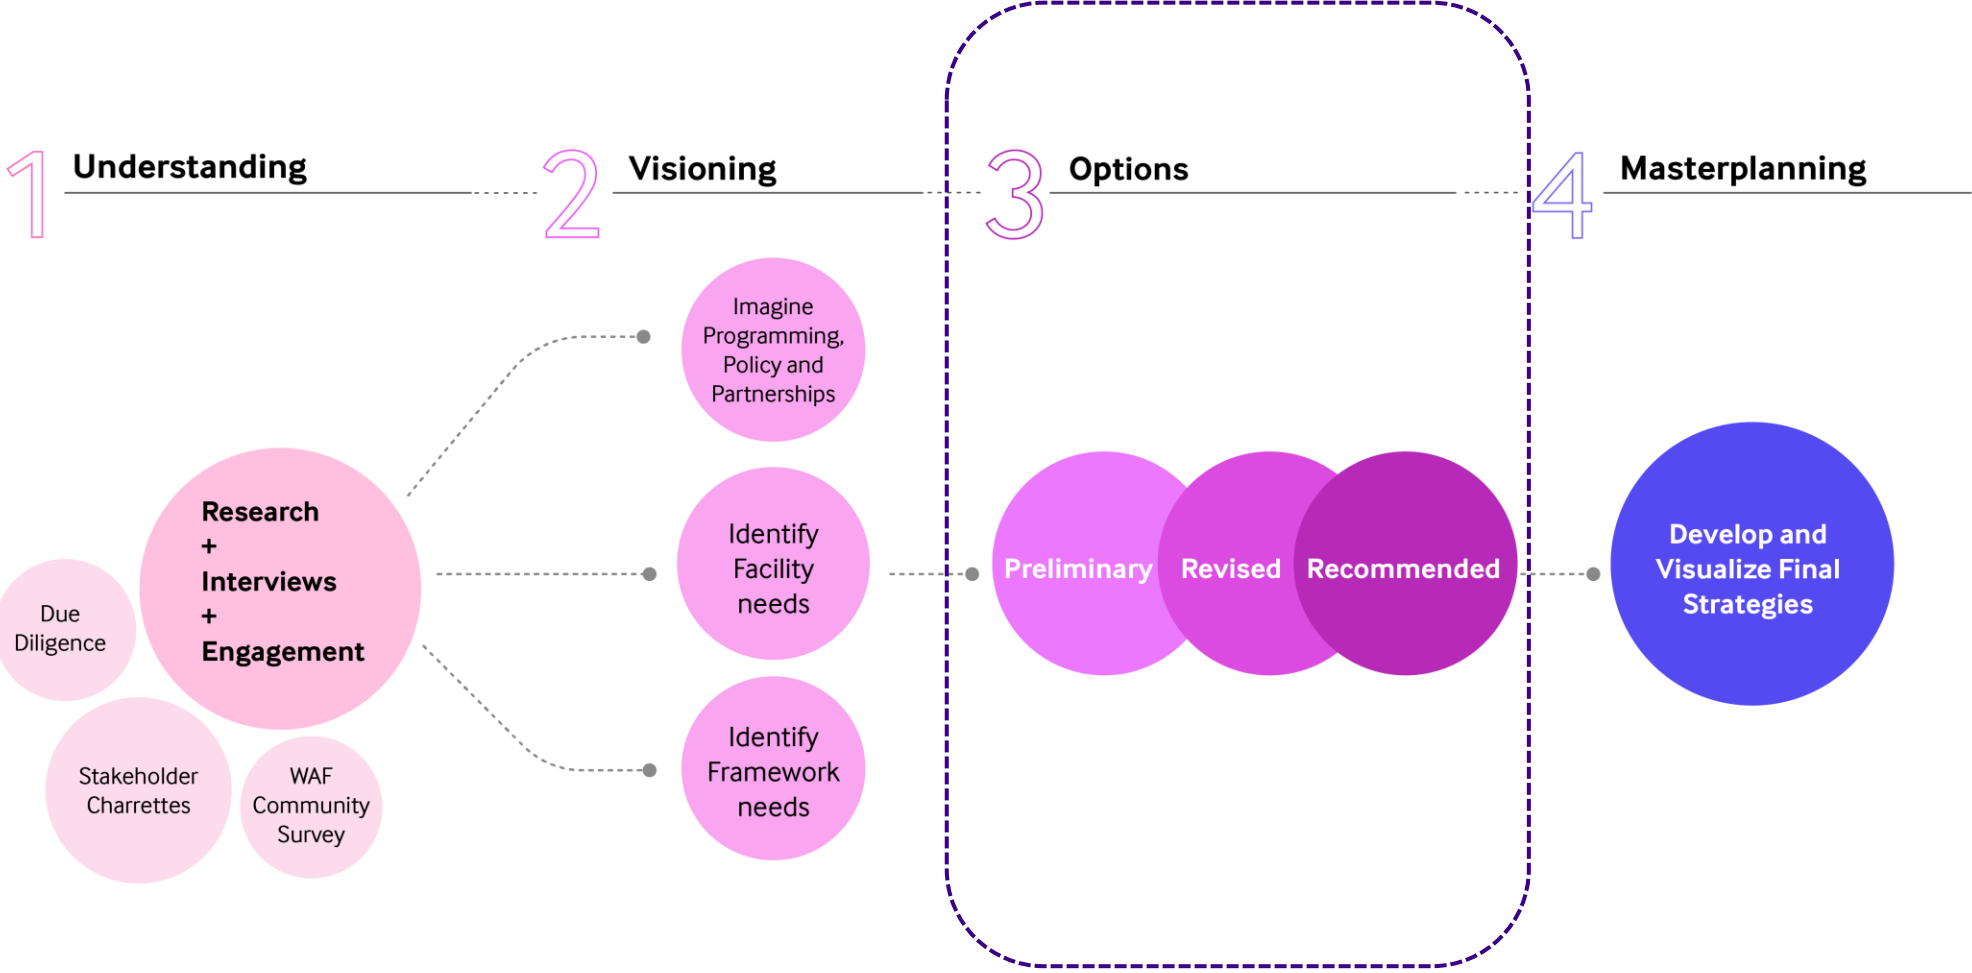 1 Understanding
2 Visioning
3 Options
4 Masterplanning
Research
+
Interviews
+
Engagement
Due
Diligence
Stakeholder
Charrettes
WAF
Community
Survey
Imagine
Programming,
Policy and
Partnerships
Identify
Facility
needs
Identify
Framework
needs
Preliminary
Revised
Recommended
Develop and
Visualize Final
Strategies